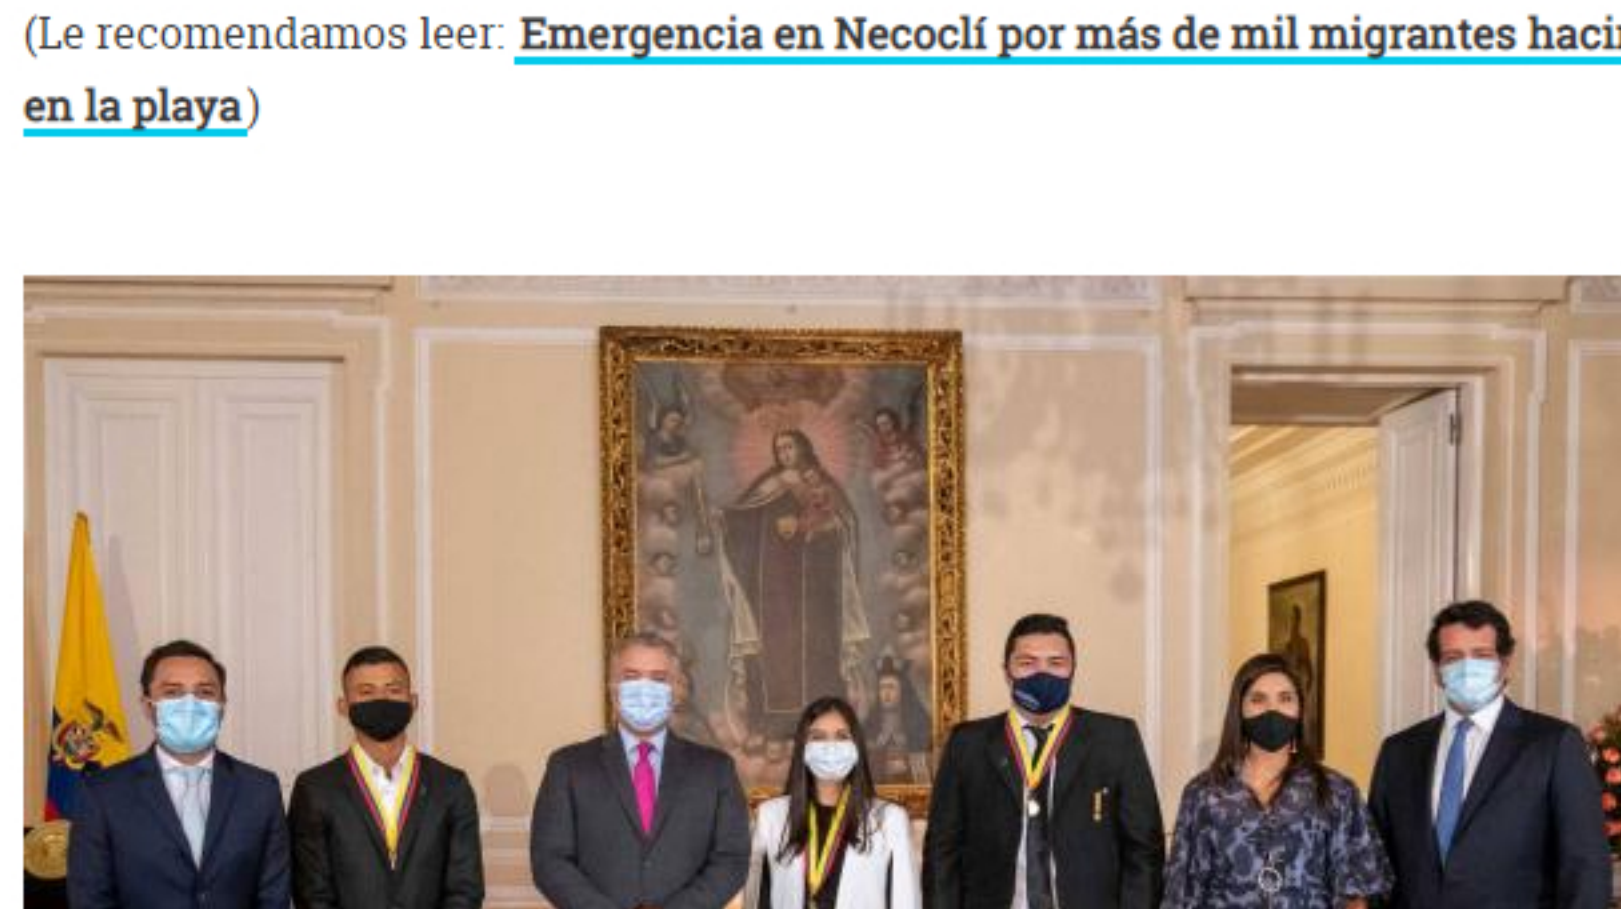 (Le recomendamos leer: Emergencia en Necoclí por más de mil migrantes
en la playa)